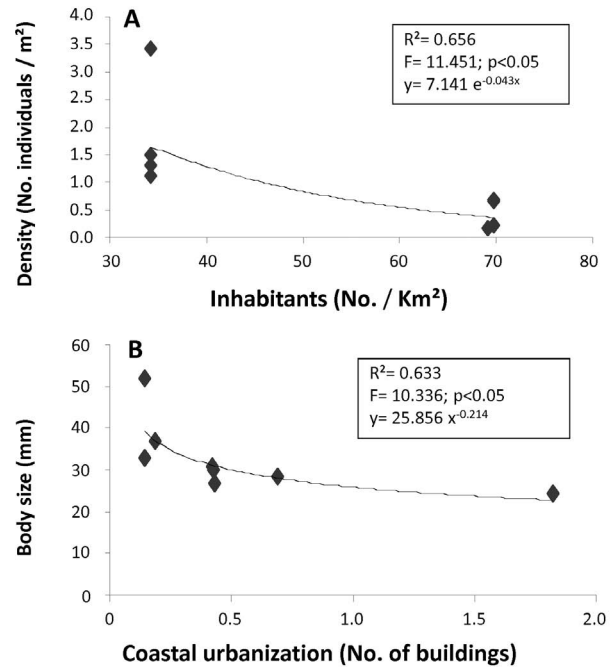 A
4.0
3.5
3.0
2.5
2.0
1.5
1.0
0.5
0.0
Density (No. individuals / m²)
R²= 0.656
F= 11.451; p<0.05
y= 7.141 e^-0.043x
30 40 50 60 70 80
Inhabitants (No. / Km²)
B
60
50
40
30
20
10
0
Body size (mm)
R²= 0.633
F= 10.336; p<0.05
y= 25.856 x^-0.214
0 0.5 1.0 1.5 2.0
Coastal urbanization (No. of buildings)